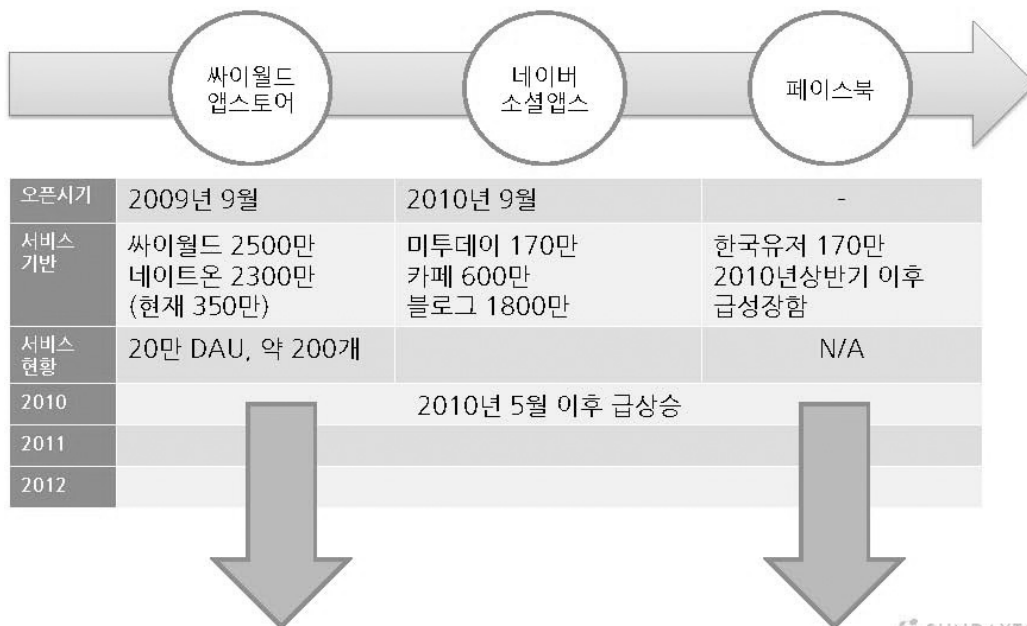 싸이월드
앱스토어
네이버
소셜앱스
페이스북
오픈시기
2009년 9월
2010년 9월
-
서비스
기반
싸이월드 2500만
네이트온 2300만
(현재 350만)
미투데이 170만
카페 600만
블로그 1800만
한국유저 170만
2010년상반기 이후
급성장함
서비스
현황
20만 DAU, 약 200개
N/A
2010
2010년 5월 이후 급상승
2011
2012